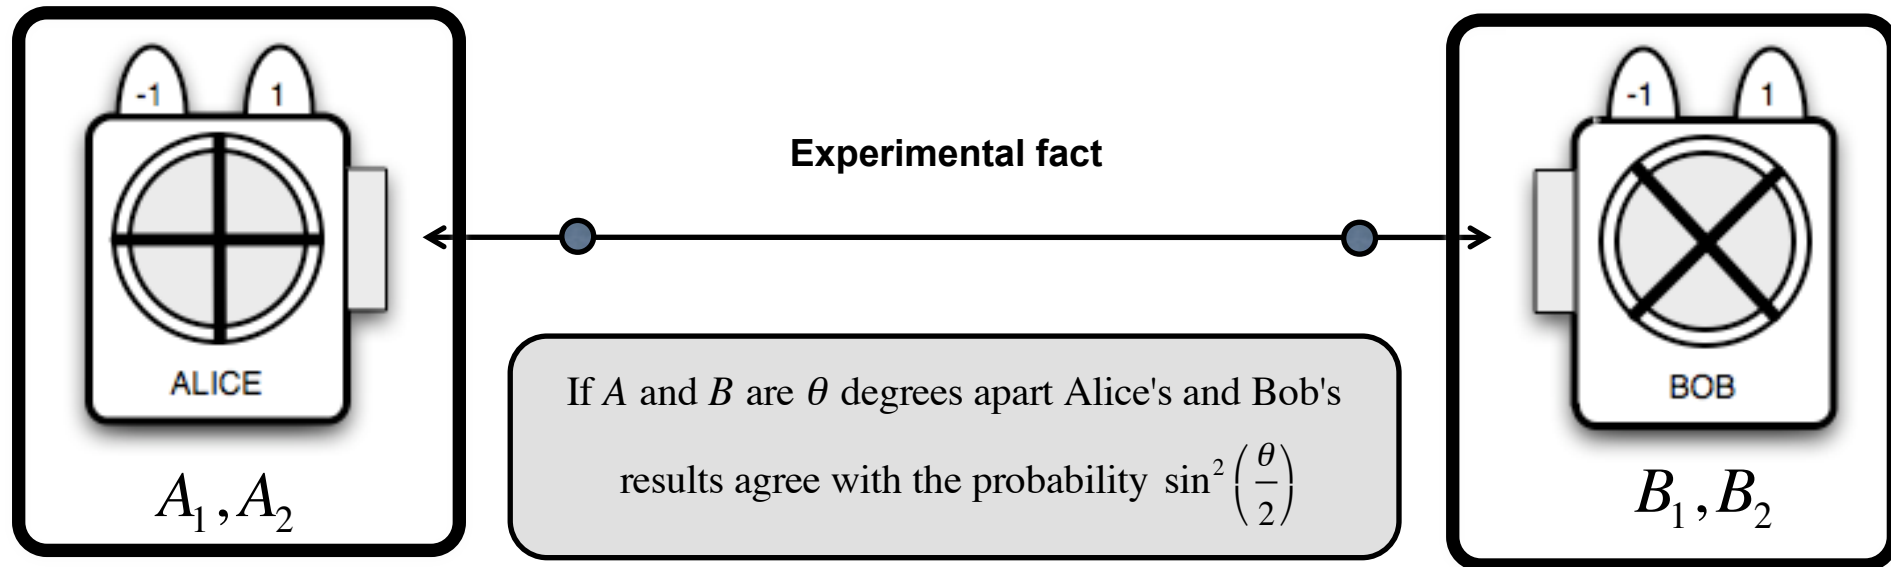 -1 1
ALICE
A₁, A₂
Experimental fact
If A and B are θ degrees apart Alice's and Bob's
results agree with the probability sin²(θ/2)
-1 1
BOB
B₁, B₂